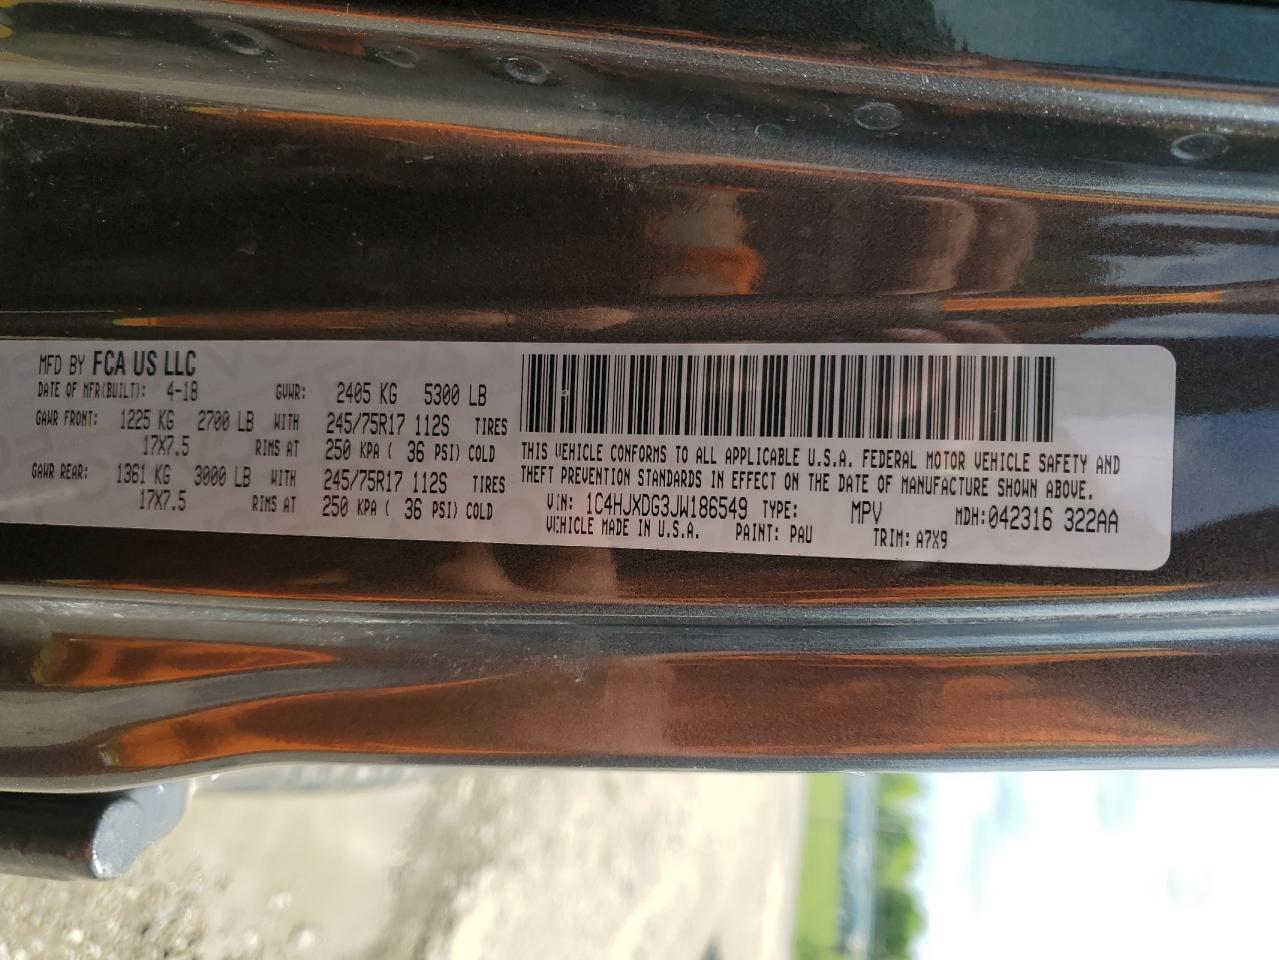 MFD BY FCA US LLC
DATE OF MFR(BUILT): 4-18 GVWR: 2405 KG 5300 LB
GAWR FRONT: 1225 KG 2700 LB WITH 245/75R17 112S TIRES
17X7.5 RIMS AT 250 KPA ( 36 PSI) COLD
GAWR REAR: 1361 KG 3000 LB WITH 245/75R17 112S TIRES
17X7.5 RIMS AT 250 KPA ( 36 PSI) COLD
THIS VEHICLE CONFORMS TO ALL APPLICABLE U.S.A. FEDERAL MOTOR VEHICLE SAFETY AND
THEFT PREVENTION STANDARDS IN EFFECT ON THE DATE OF MANUFACTURE SHOWN ABOVE.
VIN: 1C4HJXDG3JW186549 TYPE: MPV MDH:042316 322AA
VEHICLE MADE IN U.S.A. PAINT: PAU TRIM: A7X9